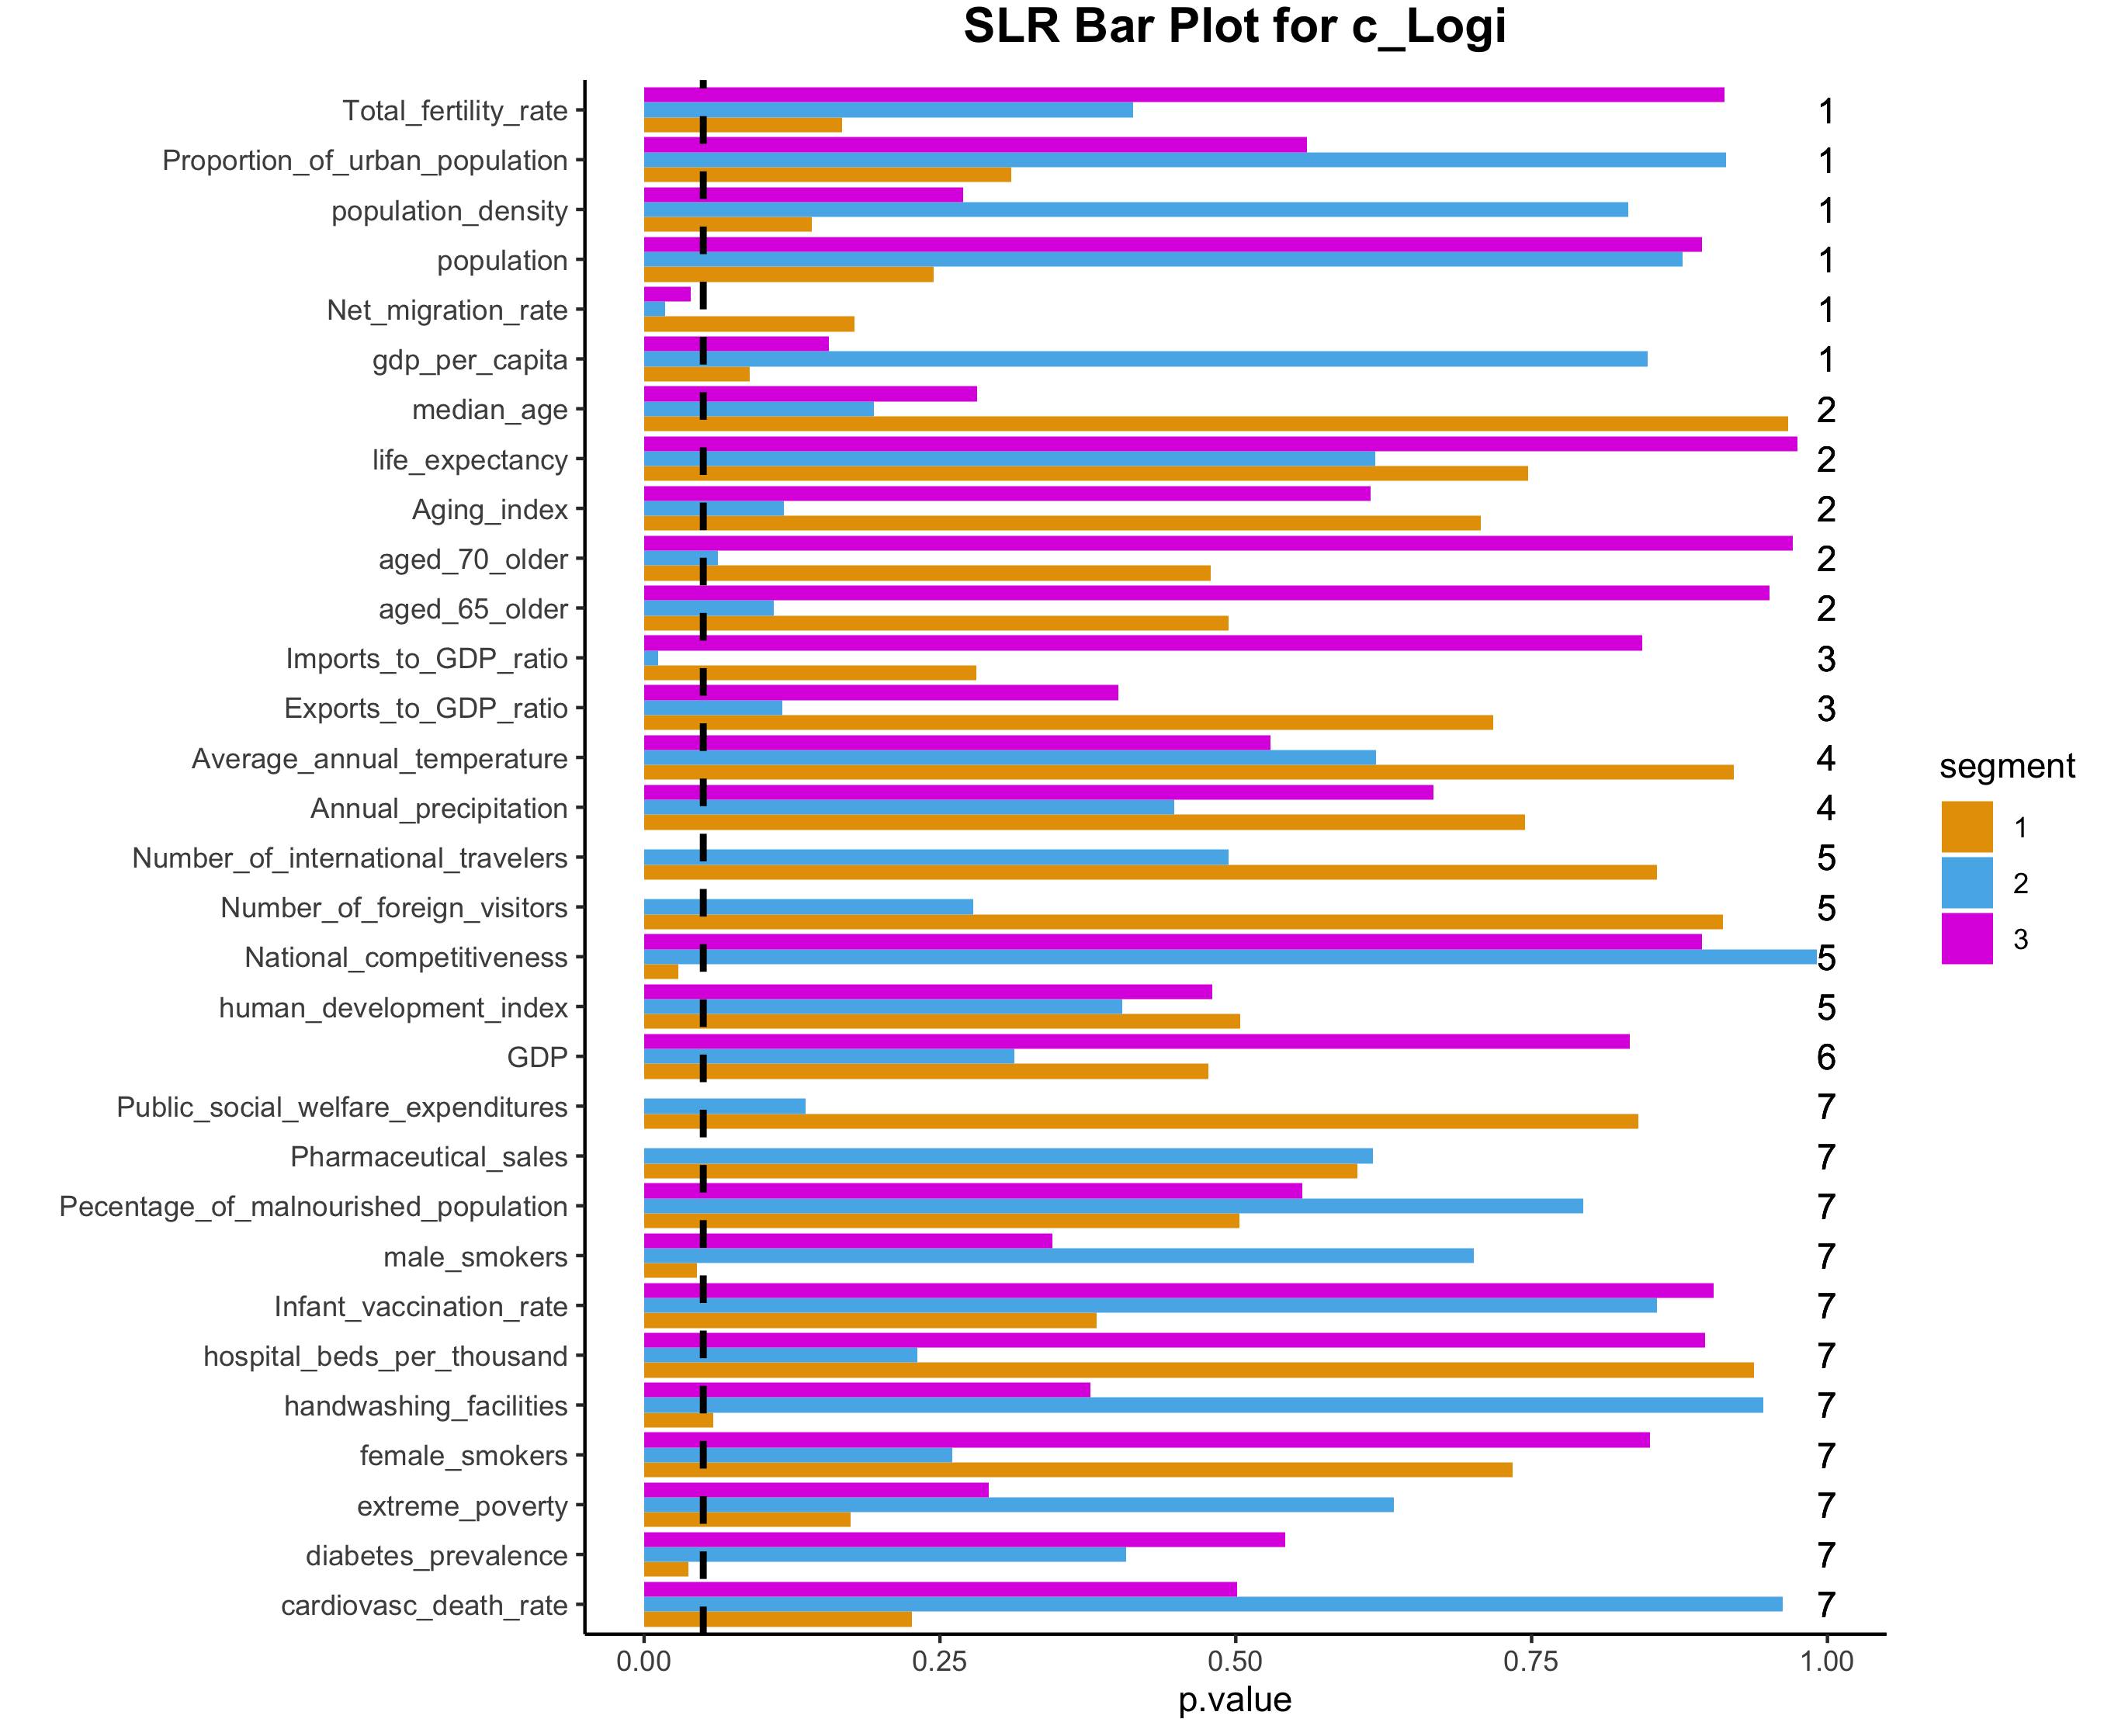 SLR Bar Plot for c_Logi
Total_fertility_rate 1
Proportion_of_urban_population 1
population_density 1
population 1
Net_migration_rate 1
gdp_per_capita 1
median_age 2
life_expectancy 2
Aging_index 2
aged_70_older 2
aged_65_older 2
Imports_to_GDP_ratio 3
Exports_to_GDP_ratio 3
Average_annual_temperature 4
Annual_precipitation 4
Number_of_international_travelers 5
Number_of_foreign_visitors 5
National_competitiveness 5
human_development_index 5
GDP 6
Public_social_welfare_expenditures 7
Pharmaceutical_sales 7
Pecentage_of_malnourished_population 7
male_smokers 7
Infant_vaccination_rate 7
hospital_beds_per_thousand 7
handwashing_facilities 7
female_smokers 7
extreme_poverty 7
diabetes_prevalence 7
cardiovasc_death_rate 7
0.00 0.25 0.50 0.75 1.00
p.value
segment
1
2
3